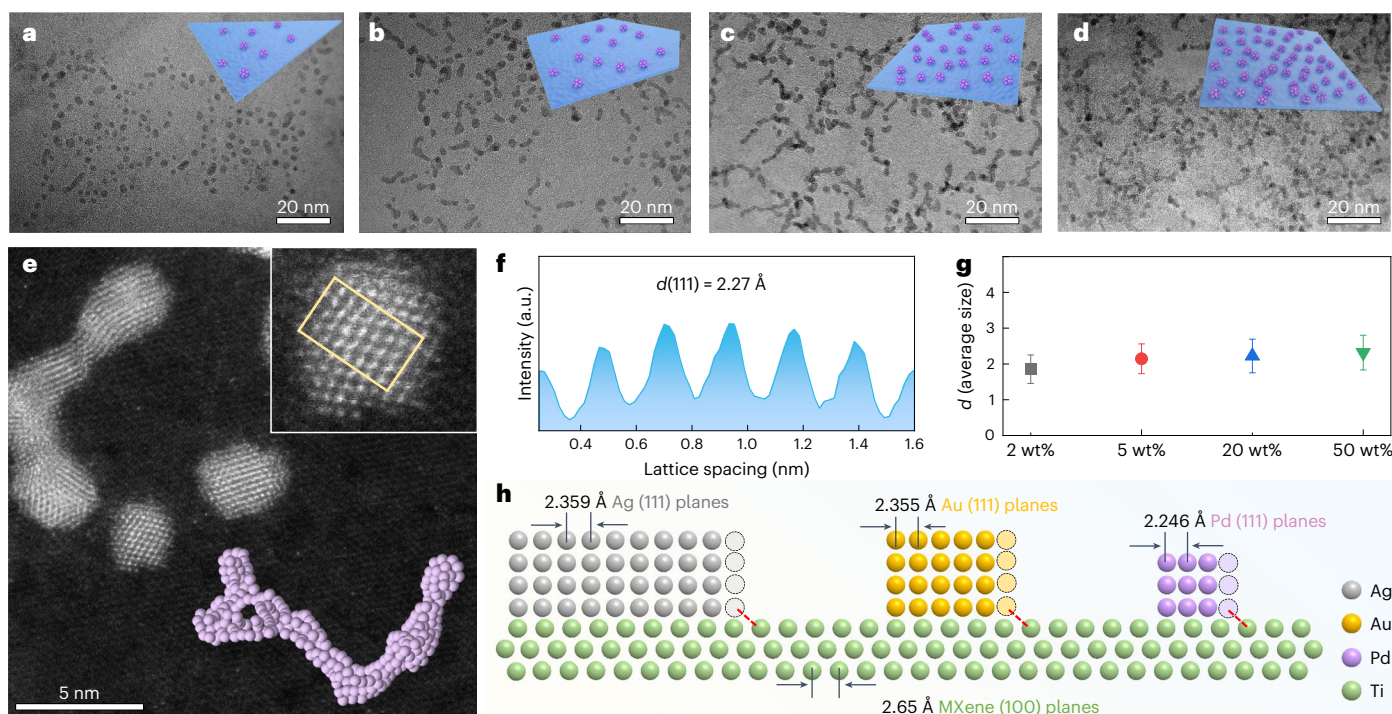 a
b
c
d
20 nm
20 nm
20 nm
20 nm
e
5 nm
f
d(111) = 2.27 Å
Intensity (a.u.)
0.4 0.6 0.8 1.0 1.2 1.4 1.6
Lattice spacing (nm)
g
d (average size)
4
3
2
1
0
2 wt% 5 wt% 20 wt% 50 wt%
h
2.359 Å Ag (111) planes
2.355 Å Au (111) planes
2.246 Å Pd (111) planes
2.65 Å MXene (100) planes
Ag
Au
Pd
Ti